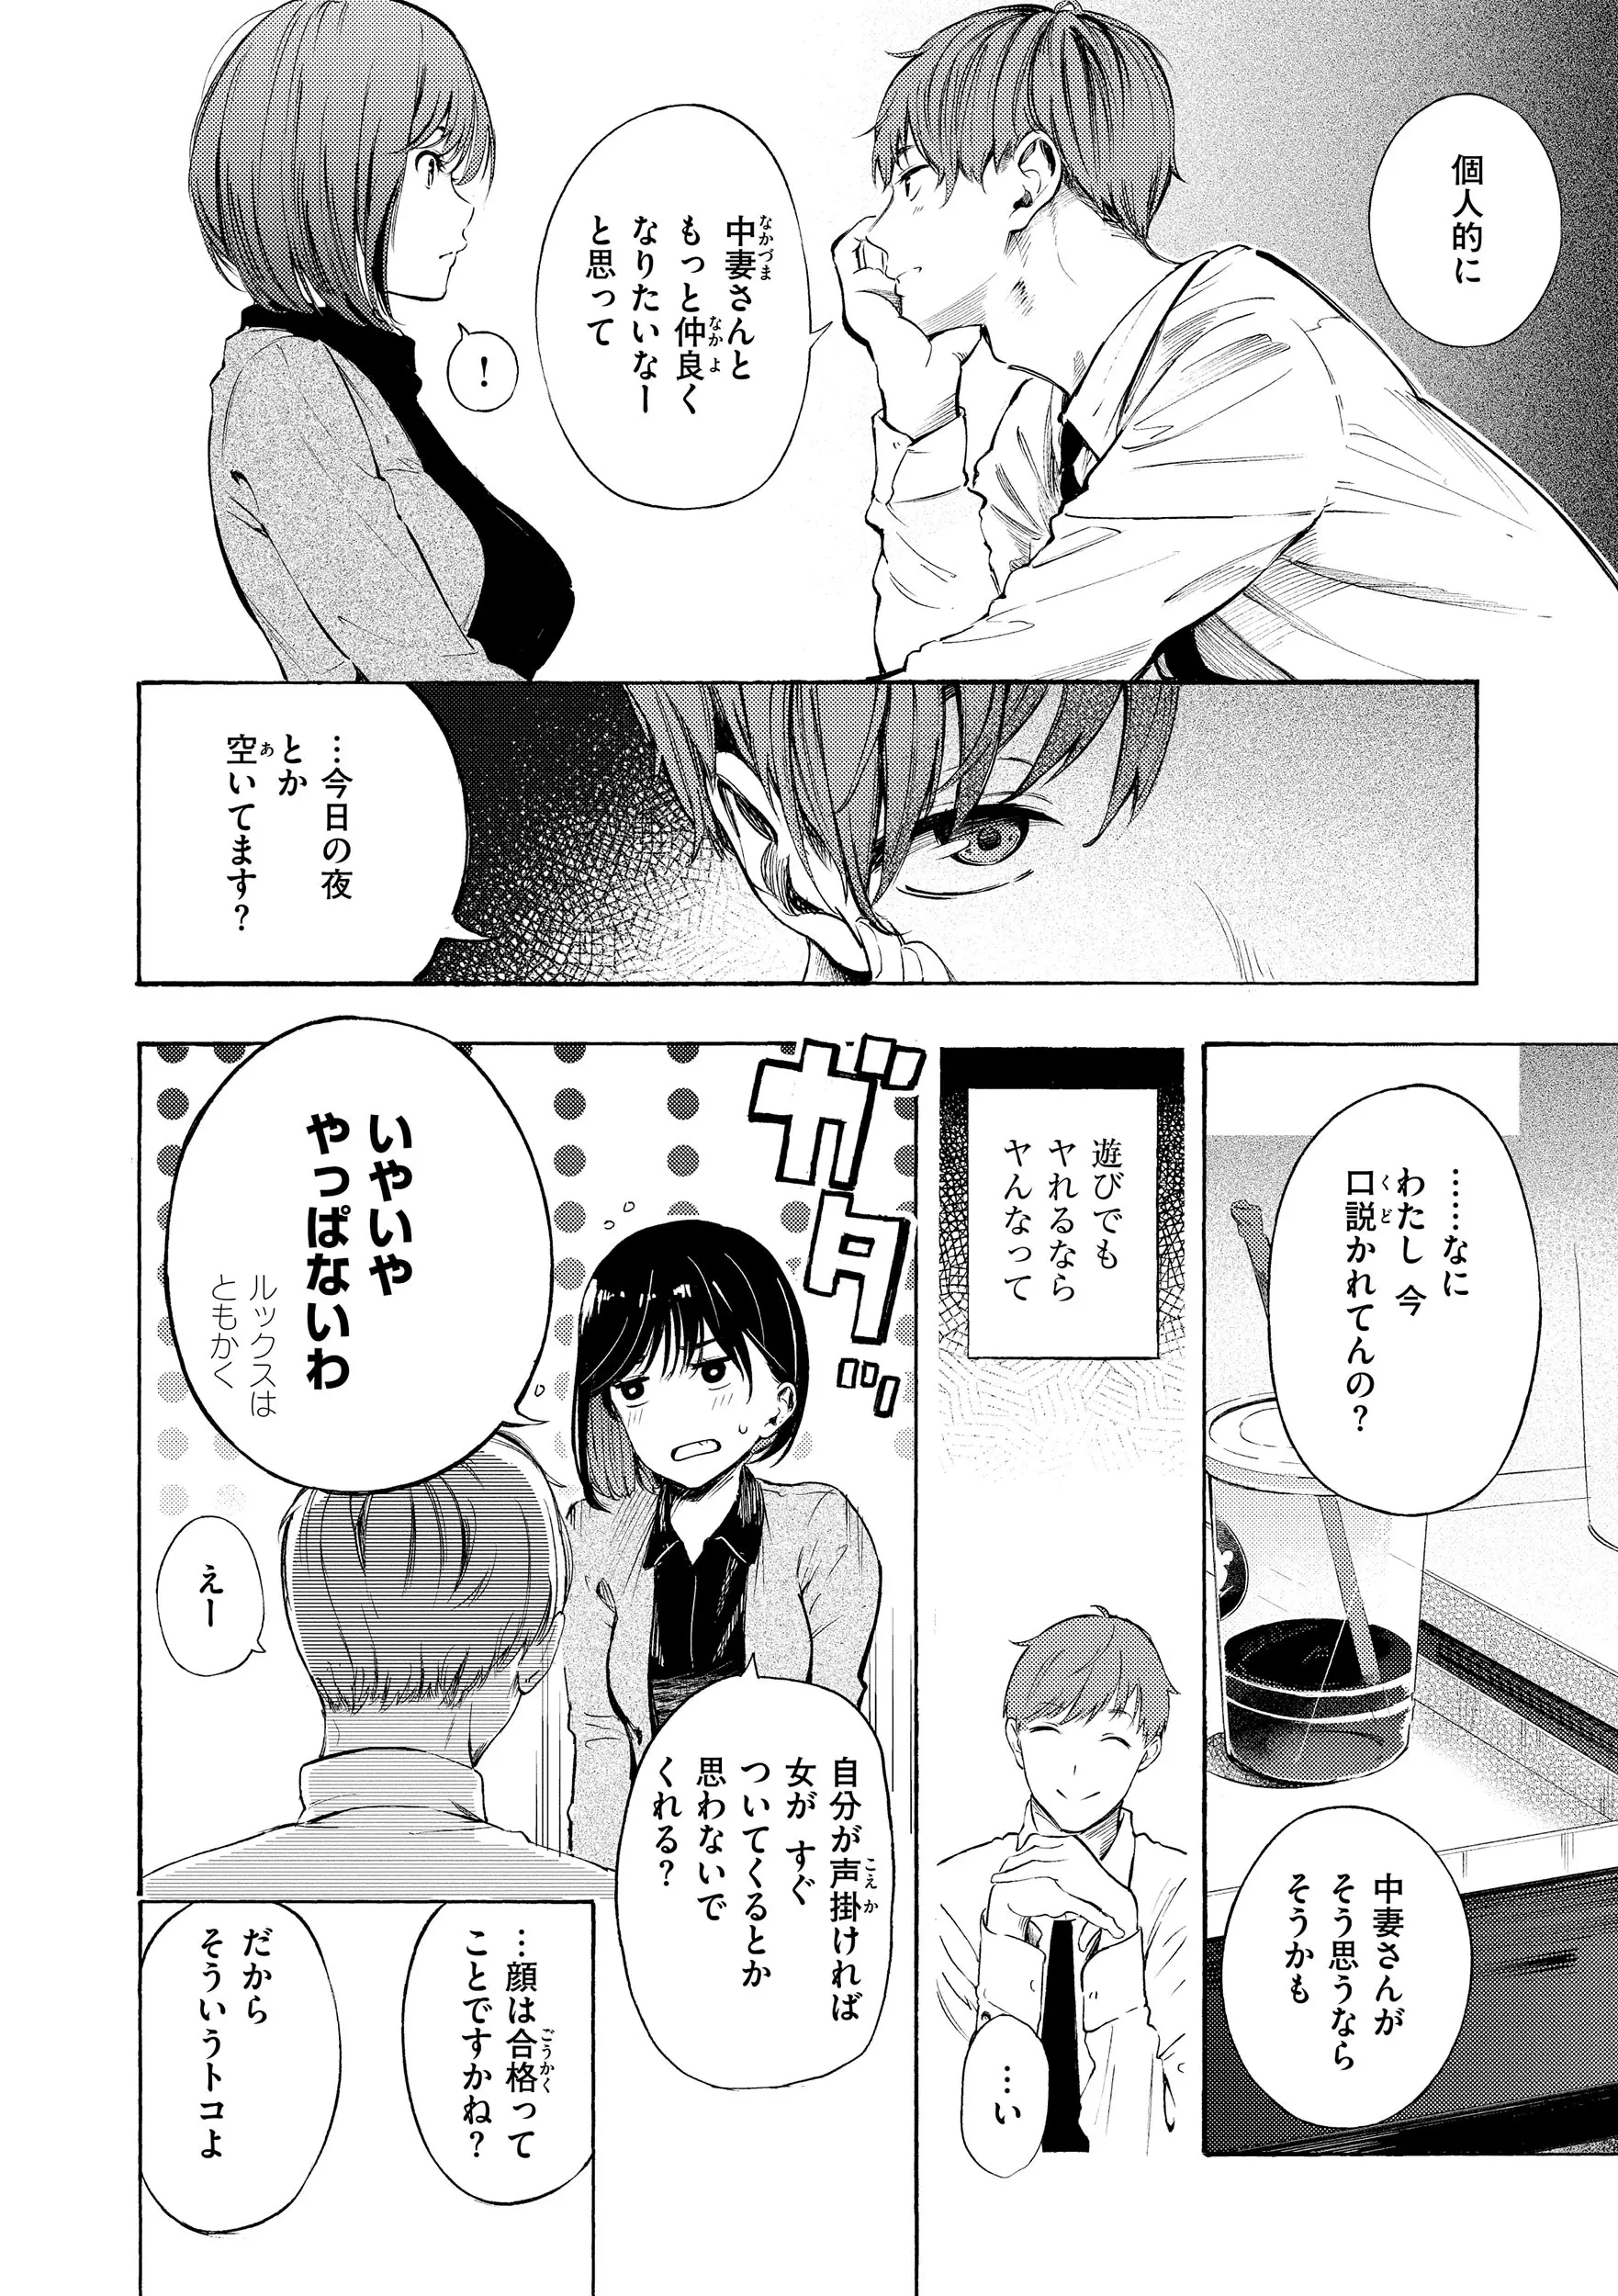 個人的に
中妻さんと
もっと仲良く
なりたいなー
と思って
！
…今日の夜
とか
空いてます？
……なに
わたし 今
口説かれてんの？
中妻さんが
そう思うなら
そうかも
遊びでも
ヤれるなら
ヤんなって
…い
ガタッ
いやいや
やっぱないわ
ルックスは
ともかく
えー
自分が声掛ければ
女が すぐ
ついてくるとか
思わないで
くれる？
…顔は合格って
ことですかね？
だから
そういうトコよ